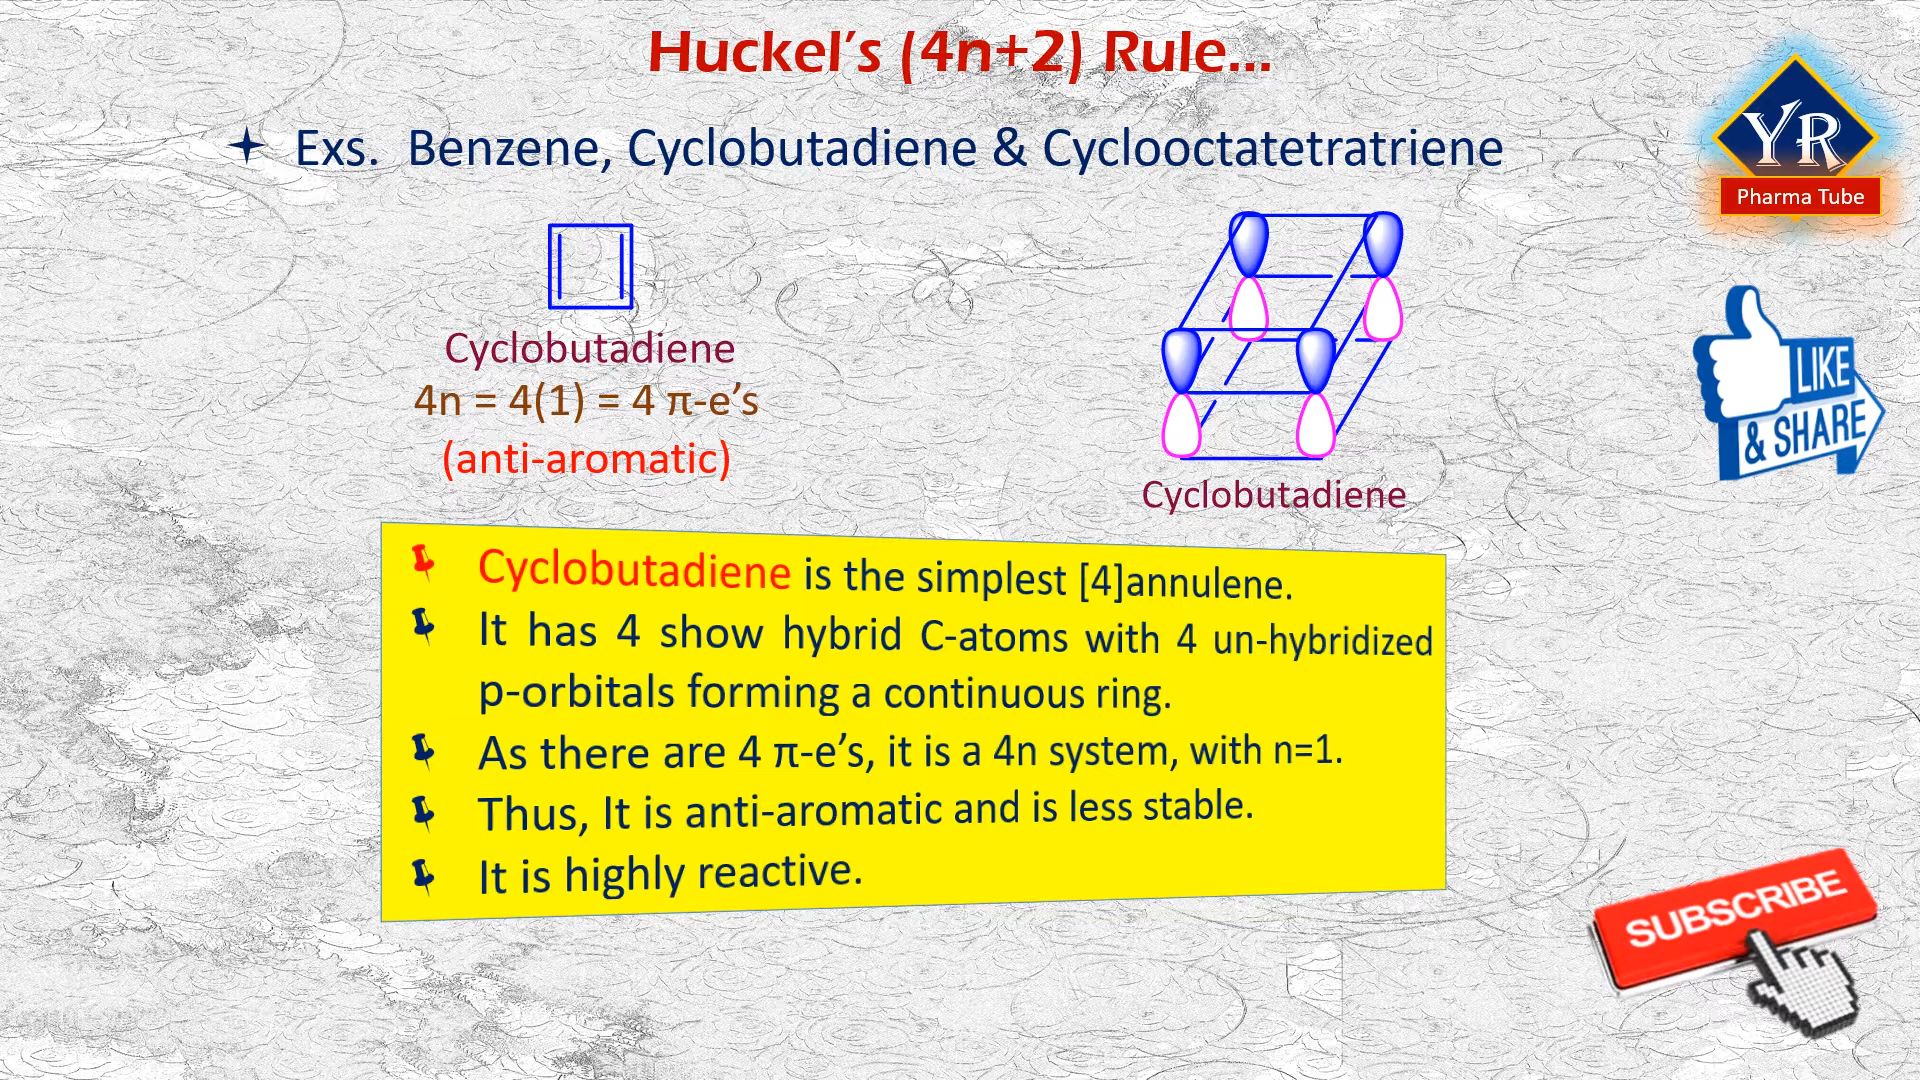 Huckel's (4n+2) Rule...
Exs. Benzene, Cyclobutadiene & Cyclooctatetratriene
YR
Pharma Tube
Cyclobutadiene
4n = 4(1) = 4 π-e’s
(anti-aromatic)
Cyclobutadiene
LIKE
& SHARE
Cyclobutadiene is the simplest [4]annulene.
It has 4 show hybrid C-atoms with 4 un-hybridized
p-orbitals forming a continuous ring.
As there are 4 π-e’s, it is a 4n system, with n=1.
Thus, It is anti-aromatic and is less stable.
It is highly reactive.
SUBSCRIBE